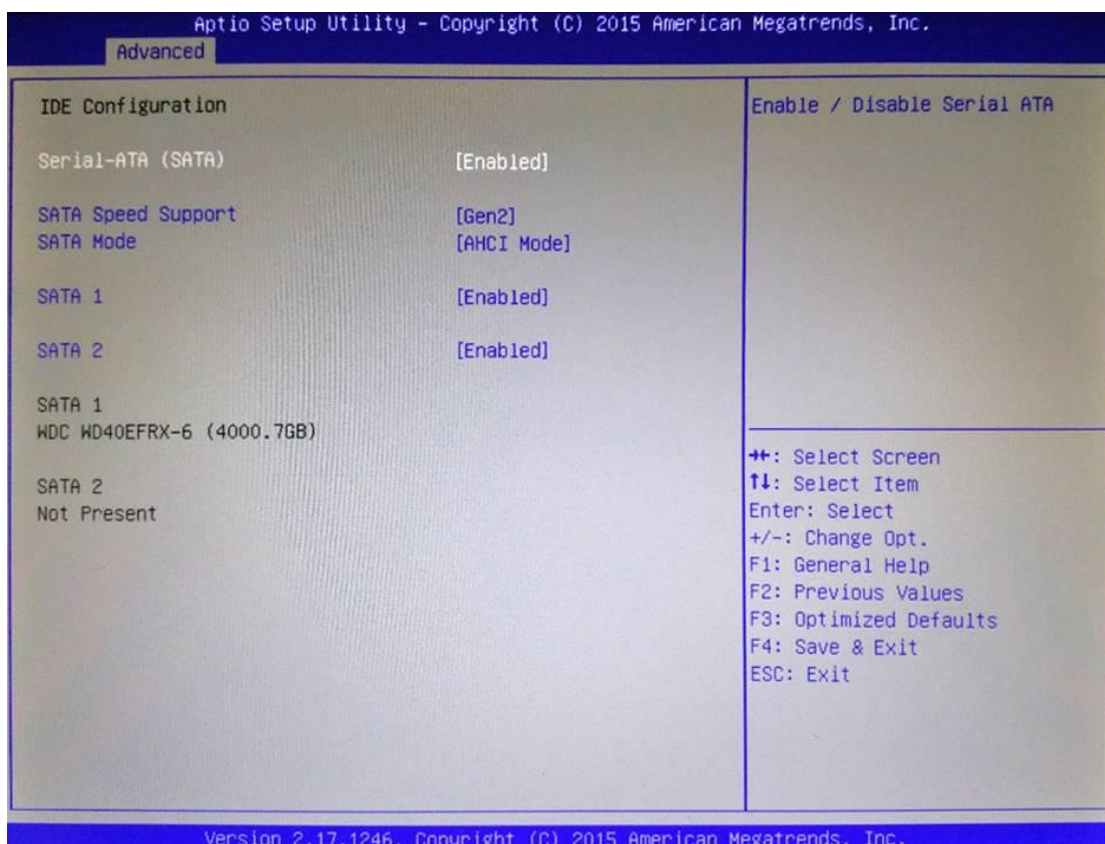 Aptio Setup Utility - Copyright (C) 2015 American Megatrends, Inc.
Advanced
IDE Configuration
Serial-ATA (SATA) [Enabled]
SATA Speed Support [Gen2]
SATA Mode [AHCI Mode]
SATA 1 [Enabled]
SATA 2 [Enabled]
SATA 1
WDC WD40EFRX-6 (4000.7GB)
SATA 2
Not Present
Enable / Disable Serial ATA
→←: Select Screen
↑↓: Select Item
Enter: Select
+/-: Change Opt.
F1: General Help
F2: Previous Values
F3: Optimized Defaults
F4: Save & Exit
ESC: Exit
Version 2.17.1246. Copyright (C) 2015 American Megatrends, Inc.